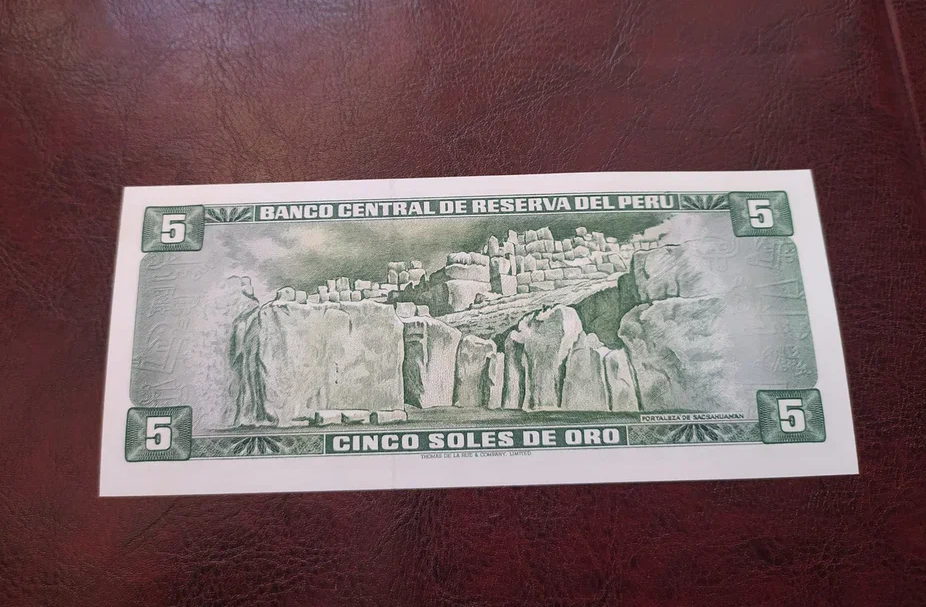 5 BANCO CENTRAL DE RESERVA DEL PERU 5
FORTALEZA DE SACSAHUAMAN
5 CINCO SOLES DE ORO 5
THOMAS DE LA RUE & COMPANY, LIMITED